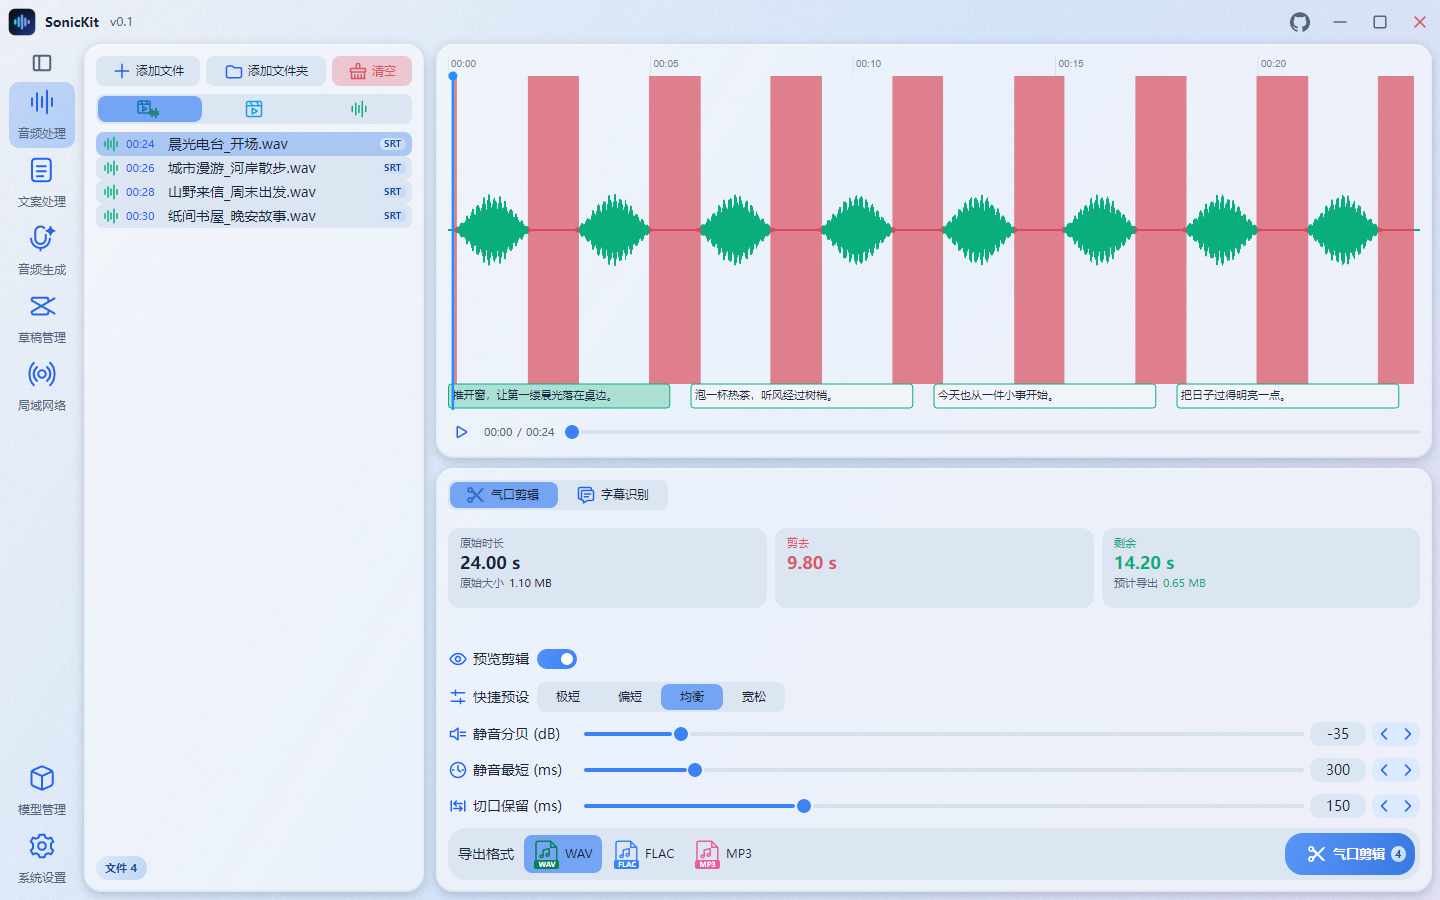 SonicKit v0.1
音频处理
文案处理
音频生成
草稿管理
局域网络
模型管理
系统设置
添加文件 添加文件夹 清空
00:24 晨光电台_开场.wav SRT
00:26 城市漫游_河岸散步.wav SRT
00:28 山野来信_周末出发.wav SRT
00:30 纸间书屋_晚安故事.wav SRT
文件 4
00:00 00:05 00:10 00:15 00:20
推开窗，让第一缕晨光落在桌边。 泡一杯热茶，听风经过树梢。 今天也从一件小事开始。 把日子过得明亮一点。
00:00 / 00:24
气口剪辑 字幕识别
原始时长
24.00 s
原始大小 1.10 MB
剪去
9.80 s
剩余
14.20 s
预计导出 0.65 MB
预览剪辑
快捷预设 极短 偏短 均衡 宽松
静音分贝 (dB) -35
静音最短 (ms) 300
切口保留 (ms) 150
导出格式 WAV WAV FLAC FLAC MP3 MP3
气口剪辑 4